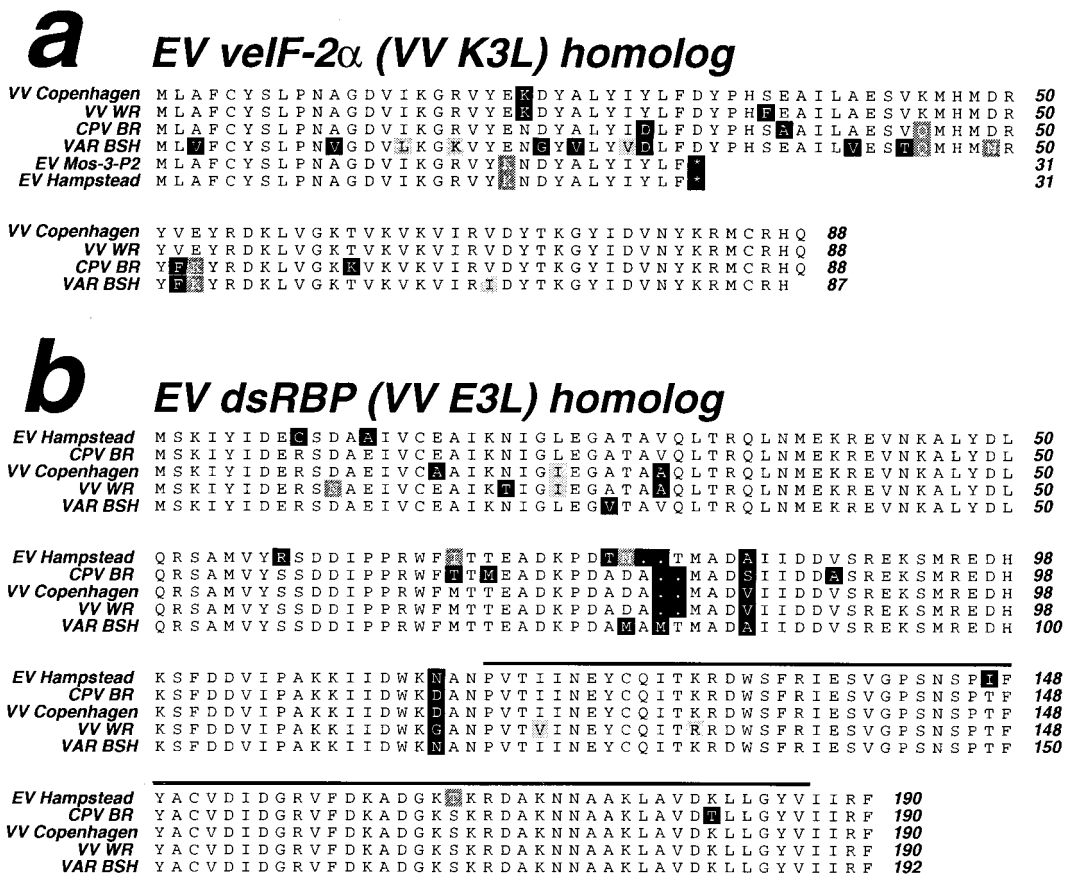 a EV veIF-2α (VV K3L) homolog
VV Copenhagen M L A F C Y S L P N A G D V I K G R V Y E K D Y A L Y I Y L F D Y P H S E A I L A E S V K M H M D R 50
VV WR M L A F C Y S L P N A G D V I K G R V Y E K D Y A L Y I Y L F D Y P H F E A I L A E S V K M H M D R 50
CPV BR M L A F C Y S L P N A G D V I K G R V Y E N D Y A L Y I D L F D Y P H S A A I L A E S V Q M H M D R 50
VAR BSH M L V F C Y S L P N V G D V L K G K V Y E N G Y V L Y V D L F D Y P H S E A I L V E S T Q M H M N R 50
EV Mos-3-P2 M L A F C Y S L P N A G D V I K G R V Y K N D Y A L Y I Y L F * 31
EV Hampstead M L A F C Y S L P N A G D V I K G R V Y K N D Y A L Y I Y L F * 31
VV Copenhagen Y V E Y R D K L V G K T V K V K V I R V D Y T K G Y I D V N Y K R M C R H Q 88
VV WR Y V E Y R D K L V G K T V K V K V I R V D Y T K G Y I D V N Y K R M C R H Q 88
CPV BR Y F K Y R D K L V G K K V K V K V I R V D Y T K G Y I D V N Y K R M C R H Q 88
VAR BSH Y F K Y R D K L V G K T V K V K V I R I D Y T K G Y I D V N Y K R M C R H 87
b EV dsRBP (VV E3L) homolog
EV Hampstead M S K I Y I D E C S D A A I V C E A I K N I G L E G A T A V Q L T R Q L N M E K R E V N K A L Y D L 50
CPV BR M S K I Y I D E R S D A E I V C E A I K N I G L E G A T A V Q L T R Q L N M E K R E V N K A L Y D L 50
VV Copenhagen M S K I Y I D E R S D A E I V C A A I K N I G I E G A T A A Q L T R Q L N M E K R E V N K A L Y D L 50
VV WR M S K I Y I D E R S N A E I V C E A I K T I G I E G A T A A Q L T R Q L N M E K R E V N K A L Y D L 50
VAR BSH M S K I Y I D E R S D A E I V C E A I K N I G L E G V T A V Q L T R Q L N M E K R E V N K A L Y D L 50
EV Hampstead Q R S A M V Y R S D D I P P R W F T T E A D K P D T N . . T M A D A I I D D V S R E K S M R E D H 98
CPV BR Q R S A M V Y S S D D I P P R W F T T M E A D K P D A D A . . M A D S I I D D A S R E K S M R E D H 98
VV Copenhagen Q R S A M V Y S S D D I P P R W F M T T E A D K P D A D A . . M A D V I I D D V S R E K S M R E D H 98
VV WR Q R S A M V Y S S D D I P P R W F M T T E A D K P D A D A . . M A D V I I D D V S R E K S M R E D H 98
VAR BSH Q R S A M V Y S S D D I P P R W F M T T E A D K P D A M A M T M A D A I I D D V S R E K S M R E D H 100
EV Hampstead K S F D D V I P A K K I I D W K N A N P V T I I N E Y C Q I T K R D W S F R I E S V G P S N S P I F 148
CPV BR K S F D D V I P A K K I I D W K D A N P V T I I N E Y C Q I T K R D W S F R I E S V G P S N S P T F 148
VV Copenhagen K S F D D V I P A K K I I D W K D A N P V T I I N E Y C Q I T K R D W S F R I E S V G P S N S P T F 148
VV WR K S F D D V I P A K K I I D W K G A N P V T V I N E Y C Q I T R R D W S F R I E S V G P S N S P T F 148
VAR BSH K S F D D V I P A K K I I D W K N A N P V T I I N E Y C Q I T K R D W S F R I E S V G P S N S P T F 150
EV Hampstead Y A C V D I D G R V F D K A D G K K R D A K N N A A K L A V D K L L G Y V I I R F 190
CPV BR Y A C V D I D G R V F D K A D G K S K R D A K N N A A K L A V D T L L G Y V I I R F 190
VV Copenhagen Y A C V D I D G R V F D K A D G K S K R D A K N N A A K L A V D K L L G Y V I I R F 190
VV WR Y A C V D I D G R V F D K A D G K S K R D A K N N A A K L A V D K L L G Y V I I R F 190
VAR BSH Y A C V D I D G R V F D K A D G K S K R D A K N N A A K L A V D K L L G Y V I I R F 192